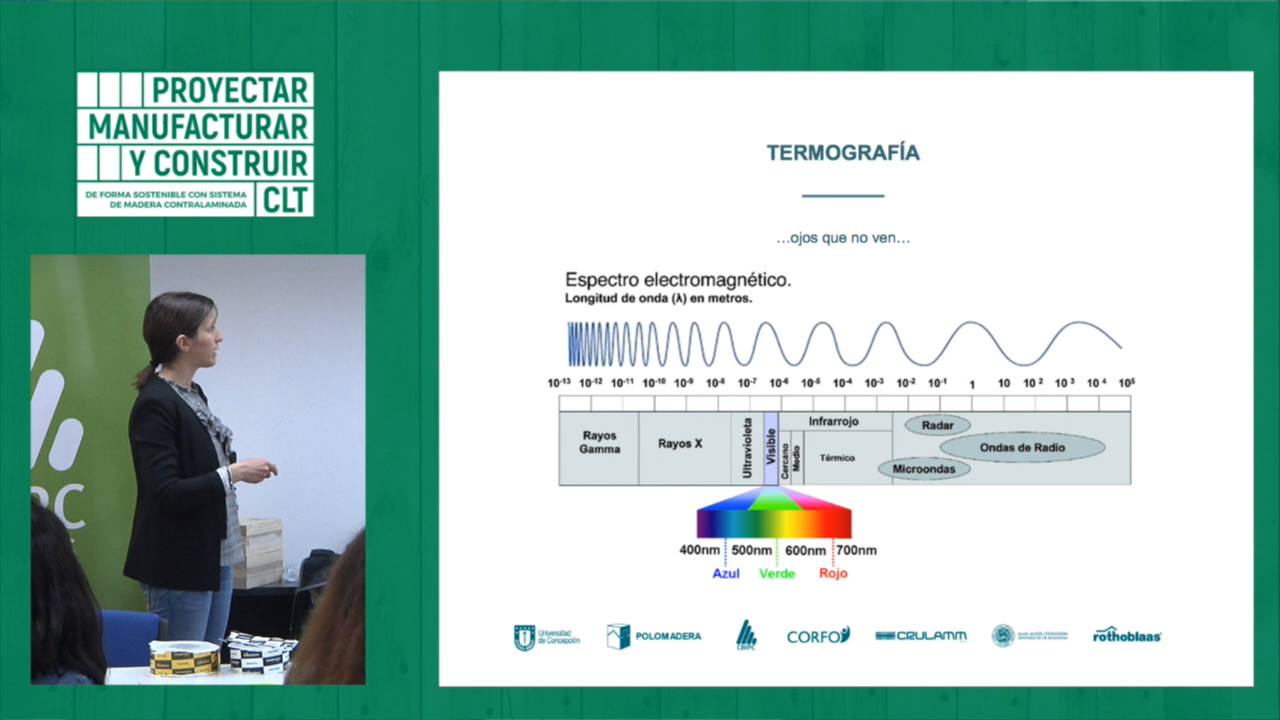 PROYECTAR
MANUFACTURAR
Y CONSTRUIR
DE FORMA SOSTENIBLE CON SISTEMA
DE MADERA CONTRALAMINADA
CLT
TERMOGRAFÍA
...ojos que no ven...
Espectro electromagnético.
Longitud de onda (λ) en metros.
10-13 10-12 10-11 10-10 10-9 10-8 10-7 10-6 10-5 10-4 10-3 10-2 10-1 1 10 10 2 10 3 10 4 10 5
Rayos
Gamma
Rayos X
Ultravioleta
Visible
Infrarrojo
Cercano
Medio
Térmico
Radar
Microondas
Ondas de Radio
400nm 500nm 600nm 700nm
Azul Verde Rojo
Universidad
de Concepción
POLOMADERA
CMPC
CORFO
CRULAMM
rothoblaas
PC